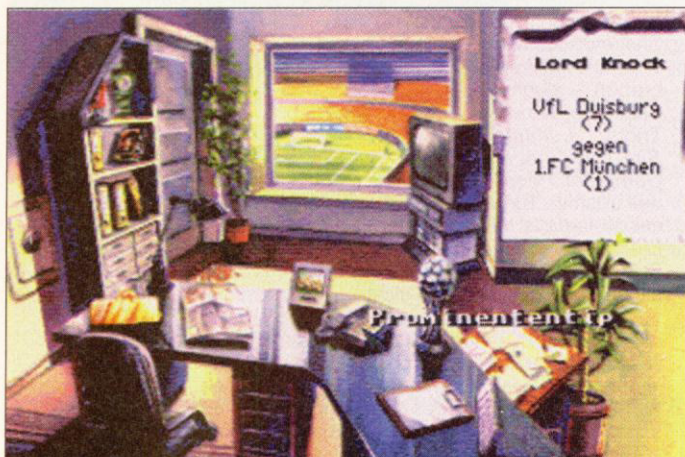 Lord Knock
VfL Duisburg
(7)
gegen
1.FC München
(1)
Prominententip